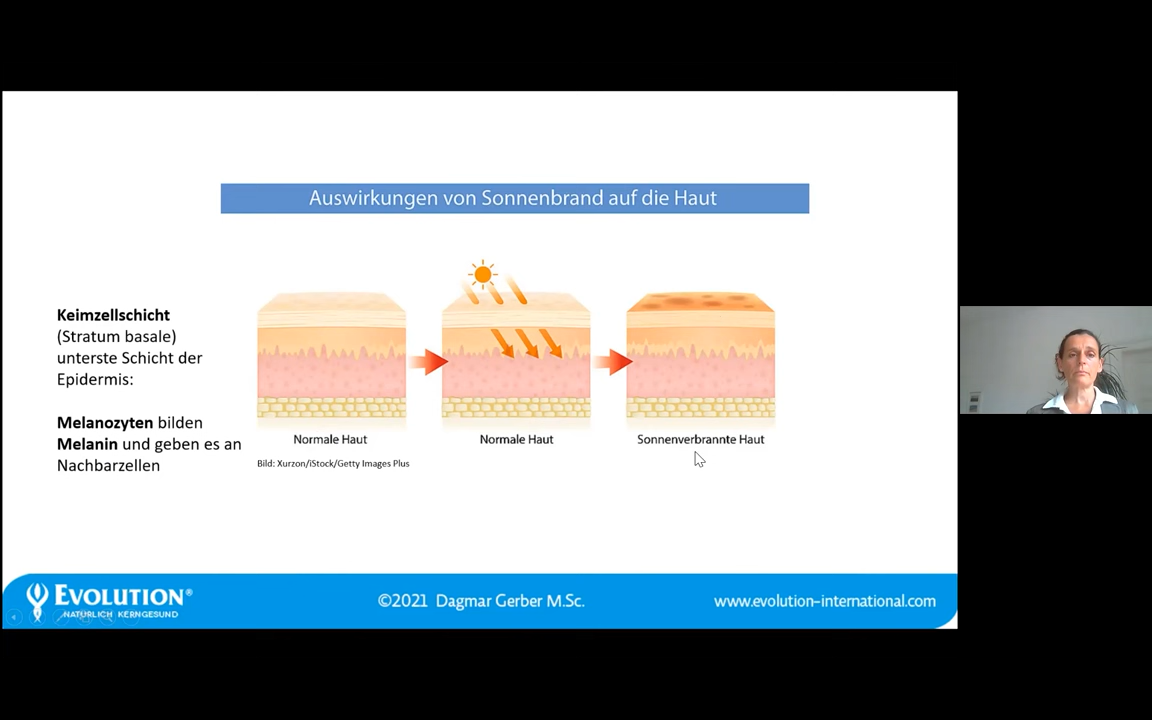 Auswirkungen von Sonnenbrand auf die Haut
Keimzellschicht
(Stratum basale)
unterste Schicht der
Epidermis:
Melanozyten bilden
Melanin und geben es an
Nachbarzellen
Normale Haut
Normale Haut
Sonnenverbrannte Haut
Bild: Xurzon/iStock/Getty Images Plus
EVOLUTION®
NATÜRLICH KERNGESUND
©2021 Dagmar Gerber M.Sc.
www.evolution-international.com